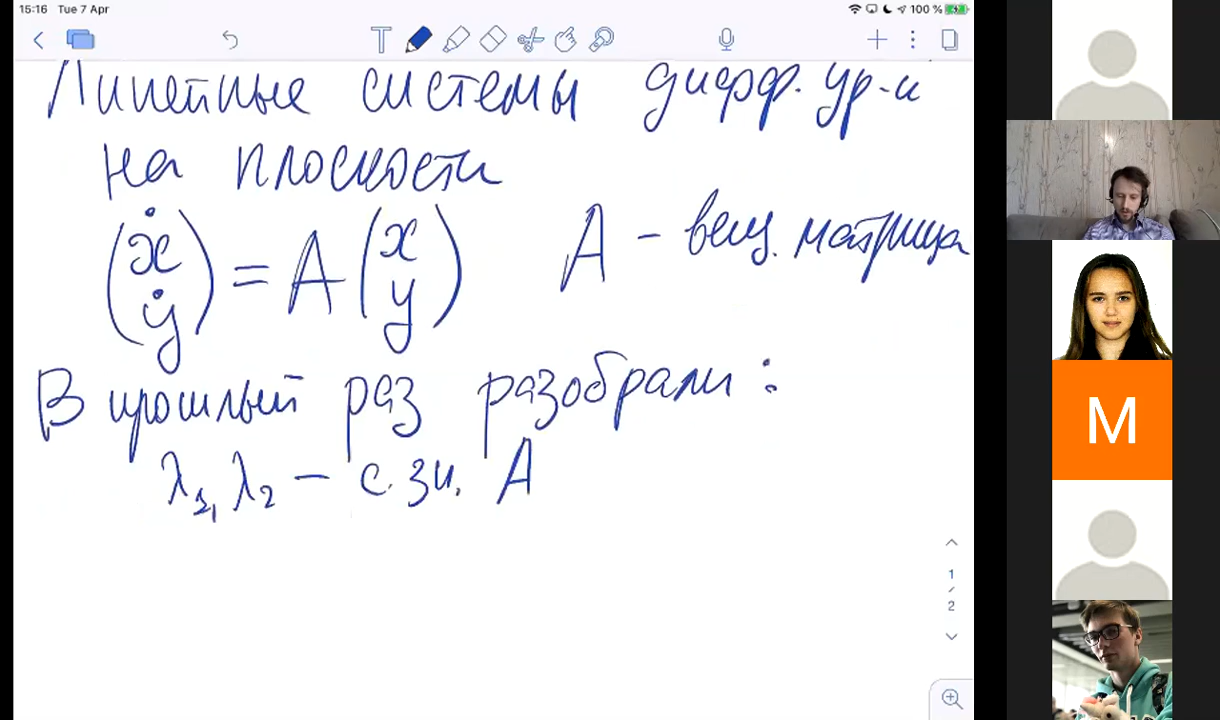 15:16 Tue 7 Apr 100 %
T
Линейные системы дифф. ур-и
на плоскости
(ẋ ẏ) = A (x y) A – вещ. матрица
В прошлый раз разобрали:
λ₁, λ₂ – с. зн. A
1
/
2
M